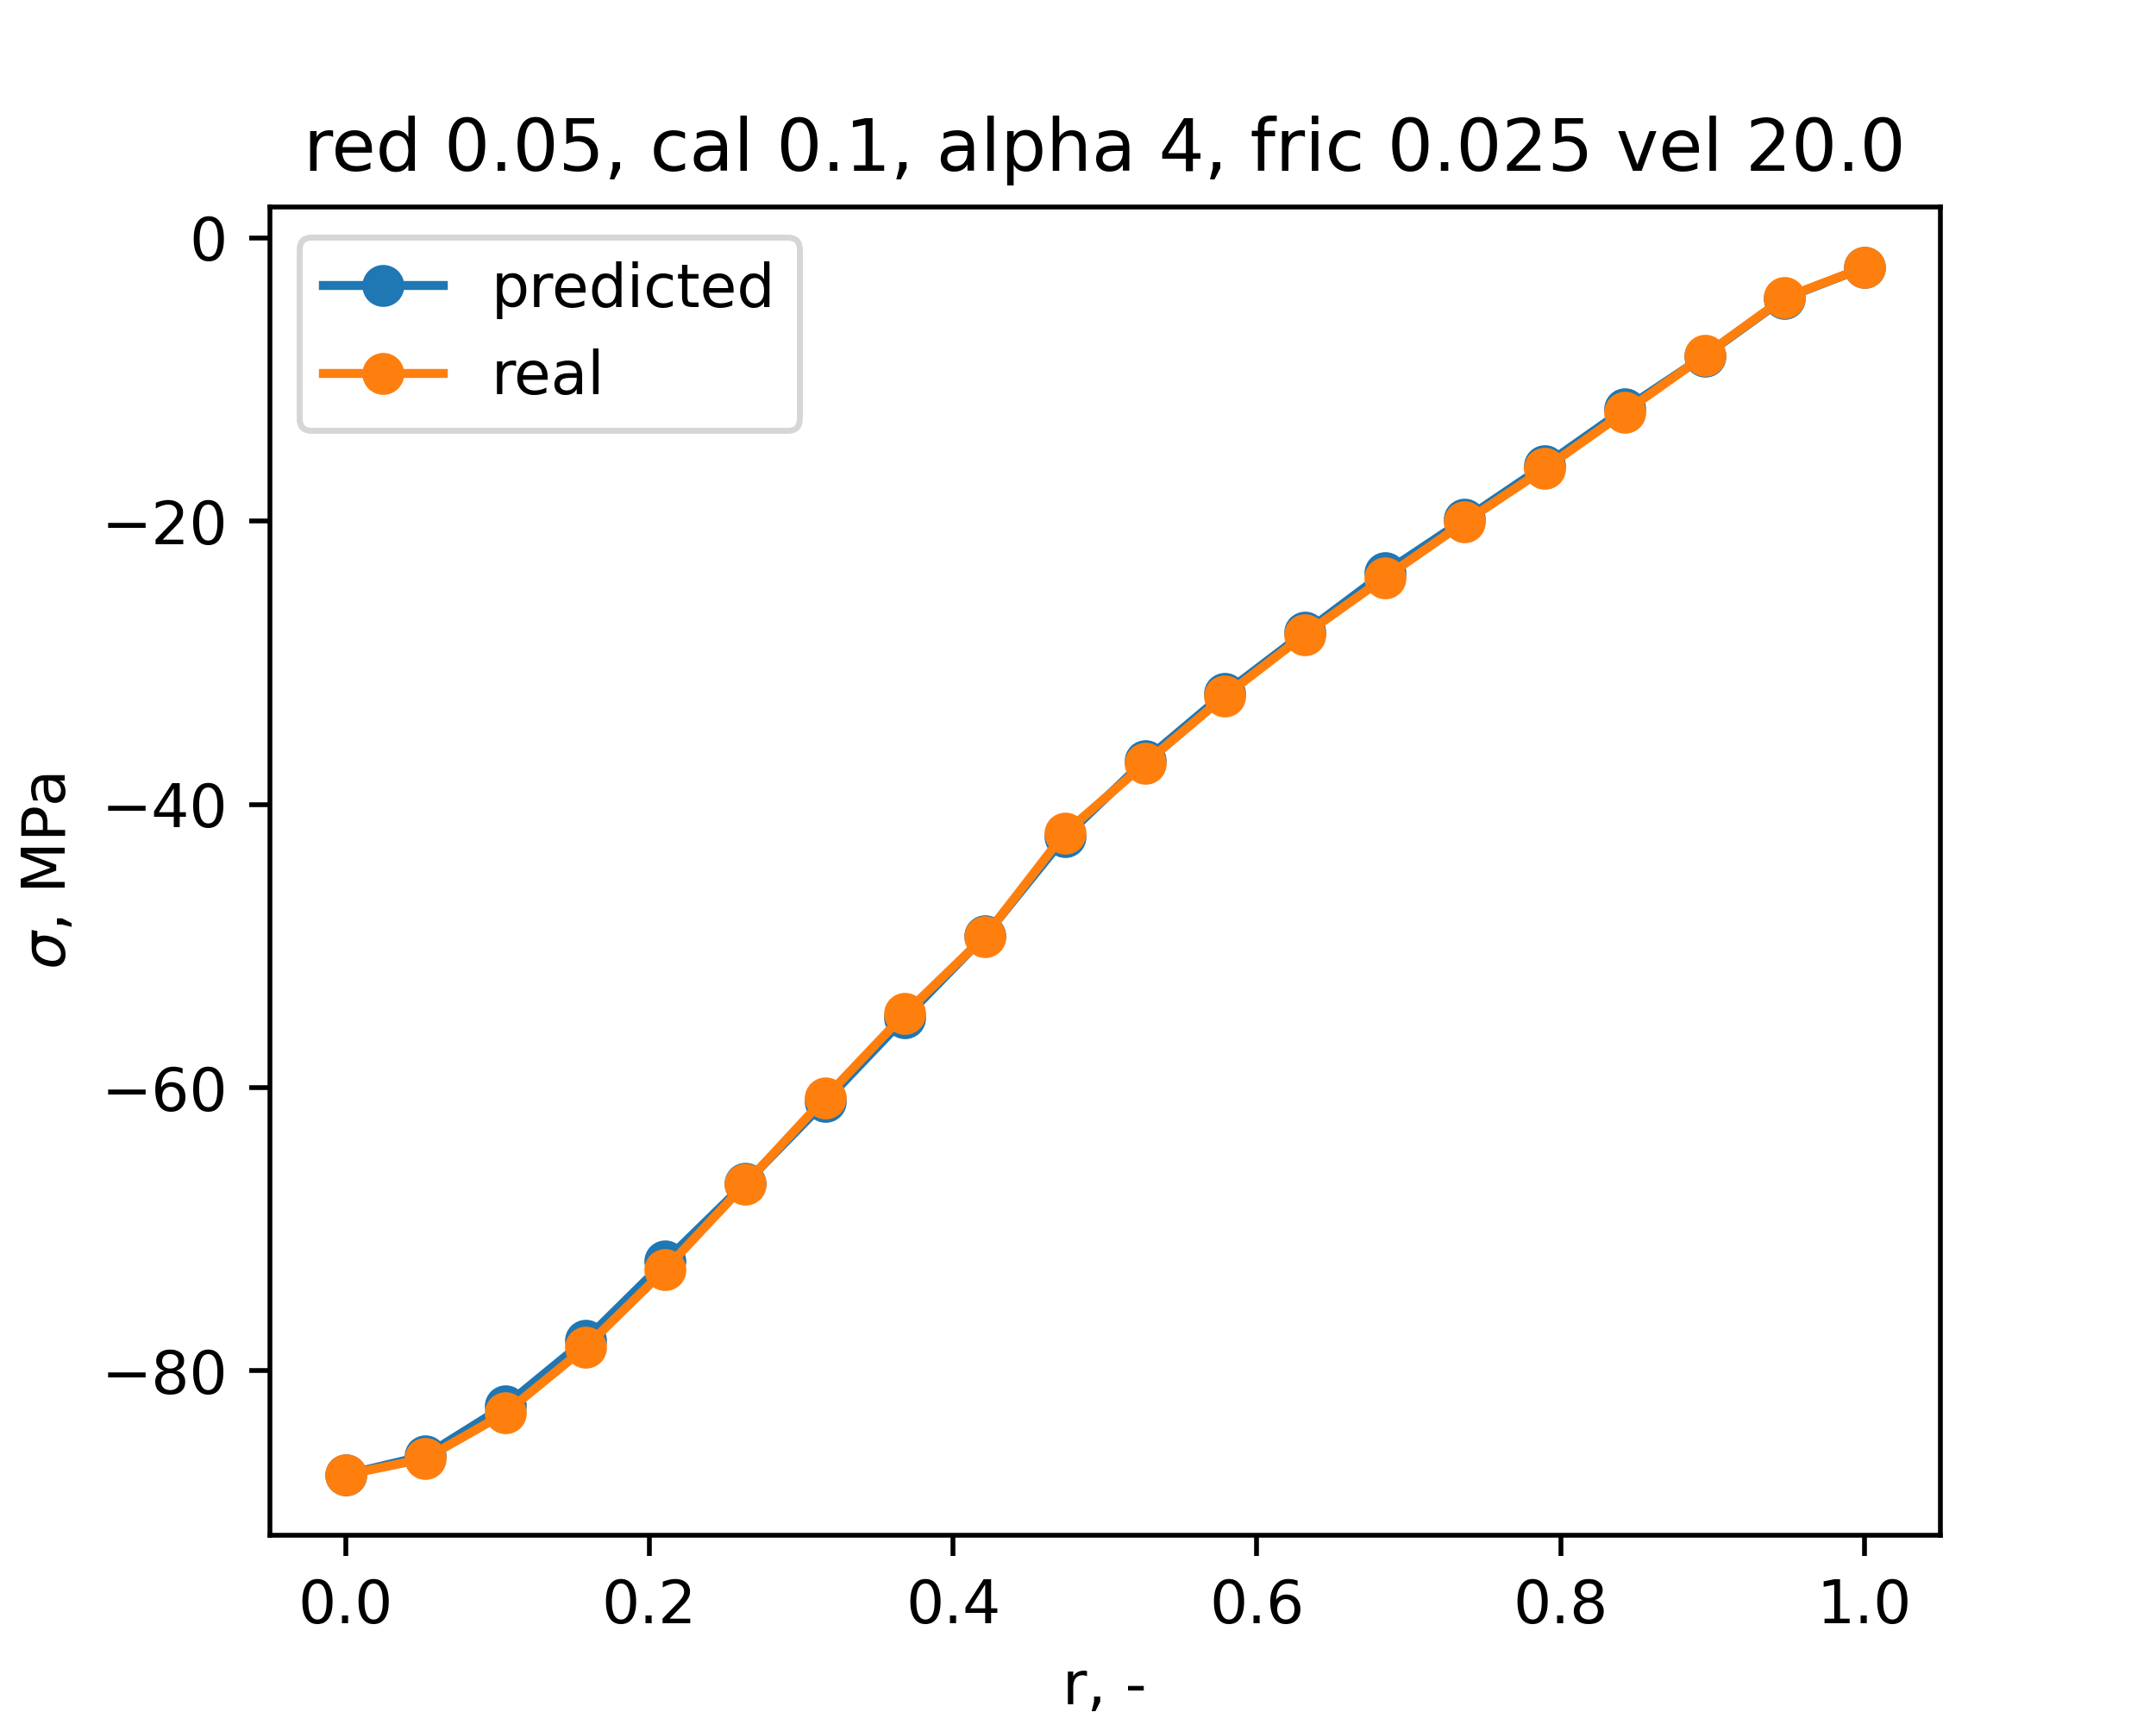 red 0.05, cal 0.1, alpha 4, fric 0.025 vel 20.0
predicted
real
0
−20
−40
−60
−80
σ, MPa
0.0 0.2 0.4 0.6 0.8 1.0
r, -